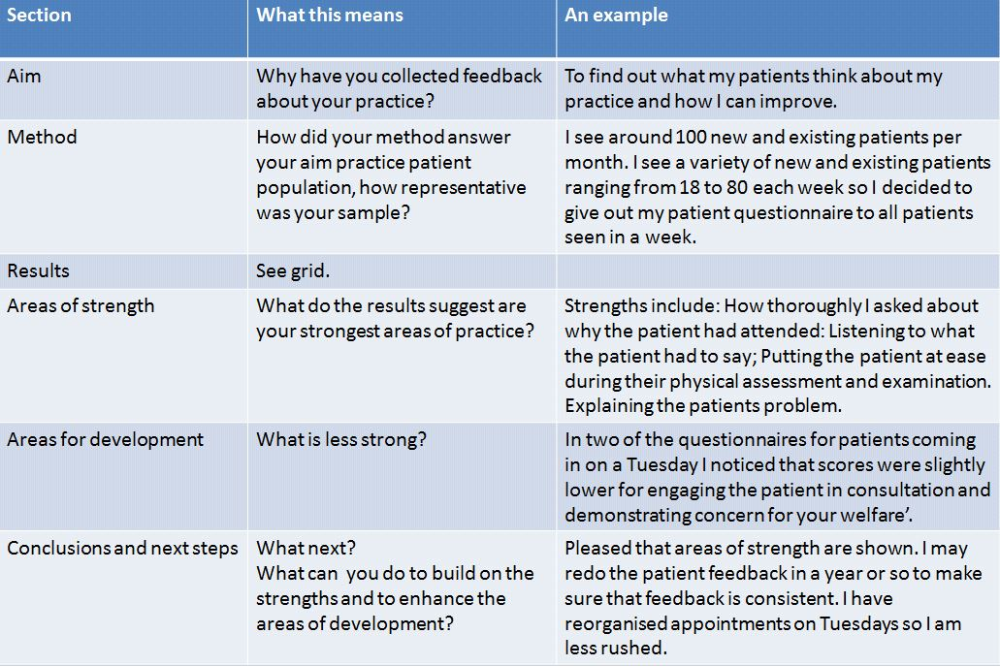 Section
What this means
An example
Aim
Why have you collected feedback
about your practice?
To find out what my patients think about my
practice and how I can improve.
Method
How did your method answer
your aim practice patient
population, how representative
was your sample?
I see around 100 new and existing patients per
month. I see a variety of new and existing patients
ranging from 18 to 80 each week so I decided to
give out my patient questionnaire to all patients
seen in a week.
Results
See grid.
Areas of strength
What do the results suggest are
your strongest areas of practice?
Strengths include: How thoroughly I asked about
why the patient had attended: Listening to what
the patient had to say; Putting the patient at ease
during their physical assessment and examination.
Explaining the patients problem.
Areas for development
What is less strong?
In two of the questionnaires for patients coming
in on a Tuesday I noticed that scores were slightly
lower for engaging the patient in consultation and
demonstrating concern for your welfare’.
Conclusions and next steps
What next?
What can  you do to build on the
strengths and to enhance the
areas of development?
Pleased that areas of strength are shown. I may
redo the patient feedback in a year or so to make
sure that feedback is consistent. I have
reorganised appointments on Tuesdays so I am
less rushed.